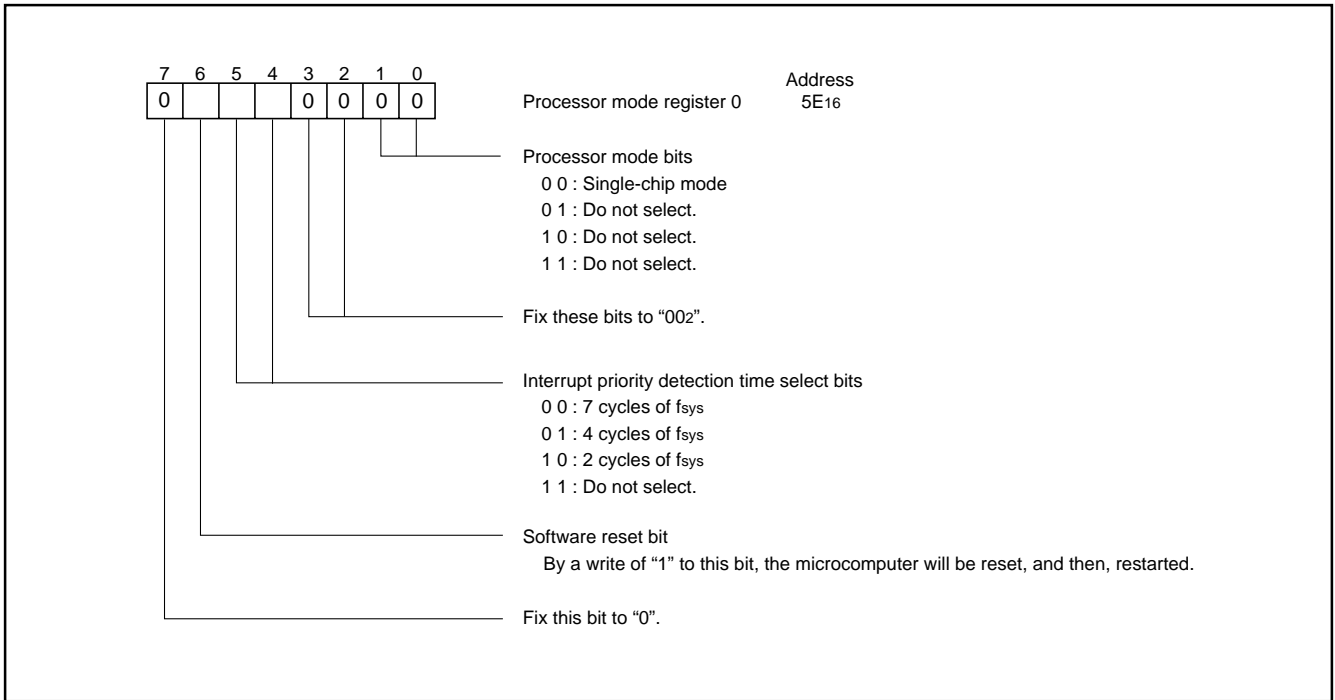 7 6 5 4 3 2 1 0
Address
0 0 0 0 0
Processor mode register 0 5E16
Processor mode bits
0 0 : Single-chip mode
0 1 : Do not select.
1 0 : Do not select.
1 1 : Do not select.
Fix these bits to “002”.
Interrupt priority detection time select bits
0 0 : 7 cycles of fsys
0 1 : 4 cycles of fsys
1 0 : 2 cycles of fsys
1 1 : Do not select.
Software reset bit
By a write of “1” to this bit, the microcomputer will be reset, and then, restarted.
Fix this bit to “0”.